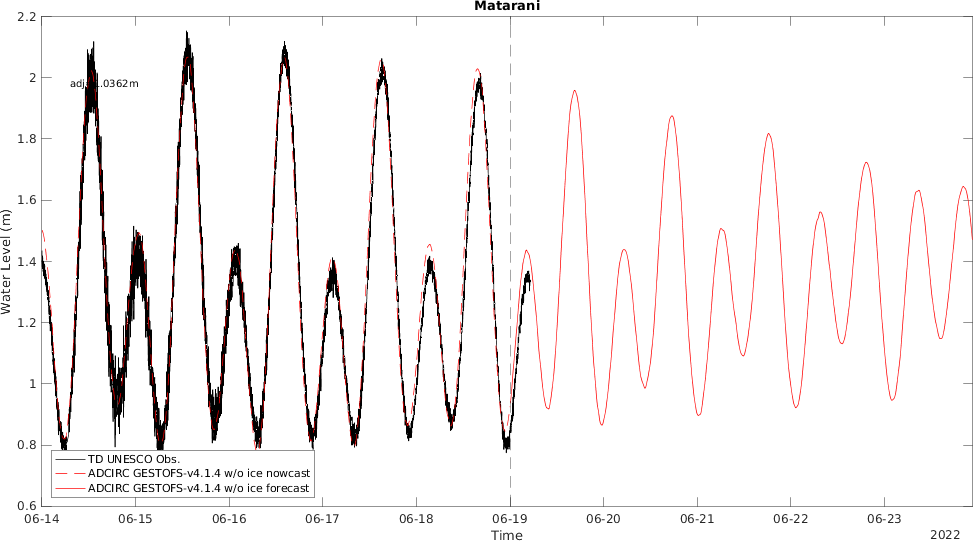 Matarani
2.2
2
1.8
1.6
1.4
1.2
1
0.8
0.6
Water Level (m)
TD UNESCO Obs.
ADCIRC GESTOFS-v4.1.4 w/o ice nowcast
ADCIRC GESTOFS-v4.1.4 w/o ice forecast
06-14 06-15 06-16 06-17 06-18 06-19 06-20 06-21 06-22 06-23
Time
2022